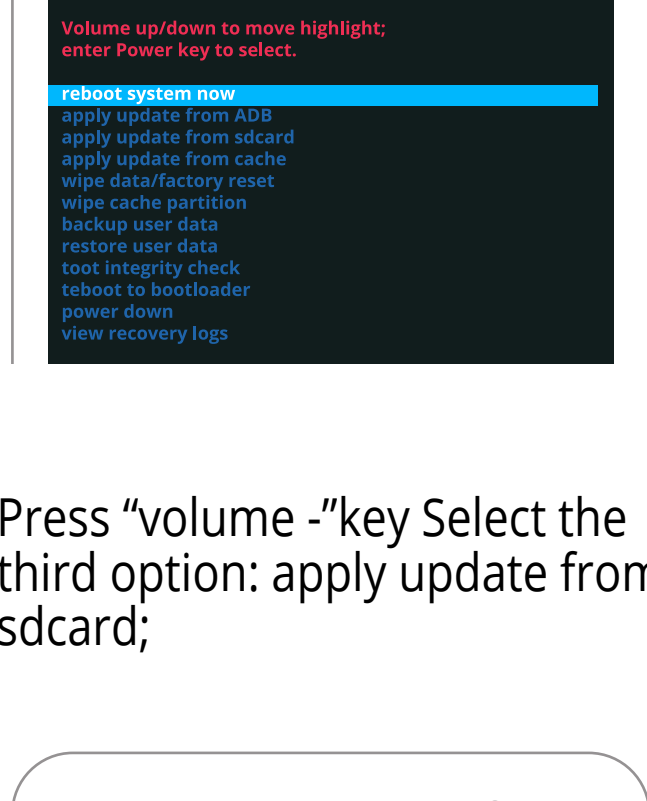 Volume up/down to move highlight;
enter Power key to select.
reboot system now
apply update from ADB
apply update from sdcard
apply update from cache
wipe data/factory reset
wipe cache partition
backup user data
restore user data
toot integrity check
teboot to bootloader
power down
view recovery logs
Press “volume -”key Select the
third option: apply update from
sdcard;